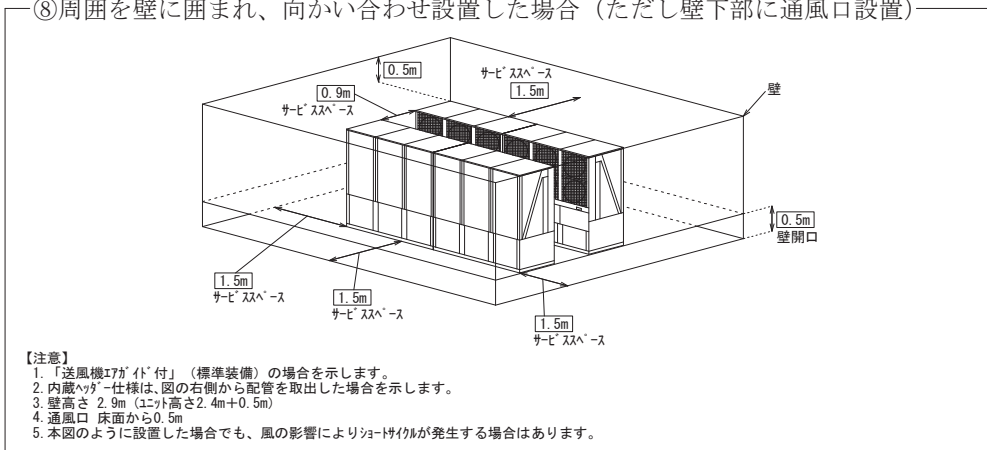 ⑧周囲を壁に囲まれ、向かい合わせ設置した場合（ただし壁下部に通風口設置）
0.5m
サービススペース
1.5m
0.9m
サービススペース
壁
0.5m
壁開口
1.5m
サービススペース
1.5m
サービススペース
1.5m
サービススペース
【注意】
1. 「送風機エアガイド付」（標準装備）の場合を示します。
2. 内蔵ヘッダー仕様は、図の右側から配管を取出した場合を示します。
3. 壁高さ 2.9m（ユニット高さ2.4m＋0.5m）
4. 通風口 床面から0.5m
5. 本図のように設置した場合でも、風の影響によりショートサイクルが発生する場合はあります。